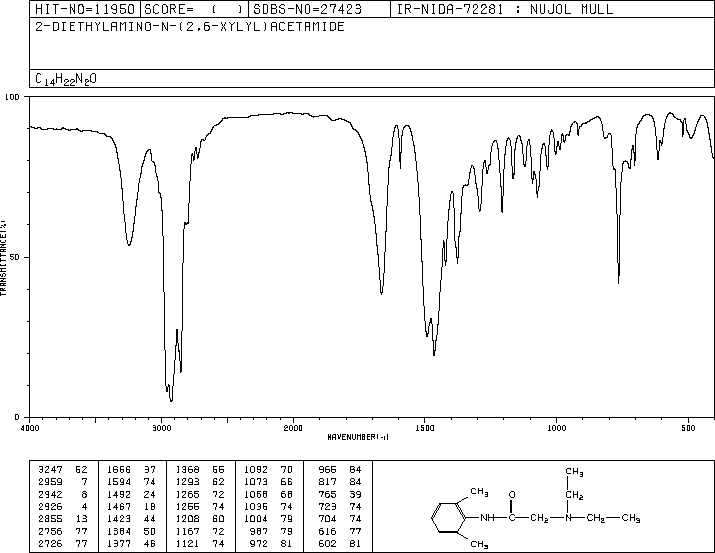 HIT-NO=11950 SCORE= ( ) SDBS-NO=27423 IR-NIDA-72281 : NUJOL MULL
2-DIETHYLAMINO-N-(2,6-XYLYL)ACETAMIDE
C14H22N2O
100
50
0
TRANSMITTANCE(%)
4000 3000 2000 1500 1000 500
WAVENUMBER(-1)
3247 62 1666 37 1368 66 1092 70 966 84
2959 7 1594 74 1293 62 1073 66 817 84
2942 8 1492 24 1265 72 1068 68 765 39
2926 4 1467 18 1256 74 1036 74 723 74
2855 13 1423 44 1208 60 1004 79 704 74
2756 77 1384 50 1167 72 987 79 616 77
2726 77 1377 46 1121 74 972 81 602 81
CH3
CH3 O CH2
NH C CH2 N CH2 CH3
CH3